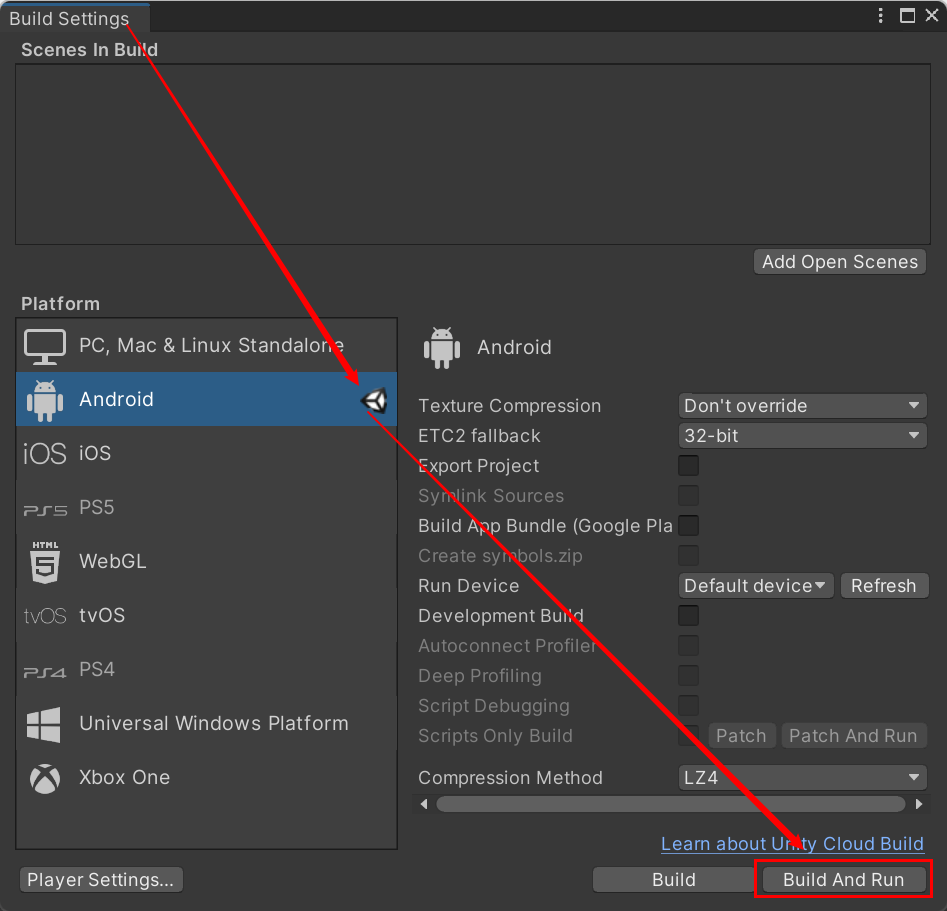 Build Settings
Scenes In Build
Add Open Scenes
Platform
PC, Mac & Linux Standalone
Android
iOS iOS
PS5 PS5
HTML 5 WebGL
tvOS tvOS
PS4 PS4
Universal Windows Platform
Xbox One
Android
Texture Compression Don't override
ETC2 fallback 32-bit
Export Project
Symlink Sources
Build App Bundle (Google Pla
Create symbols.zip
Run Device Default device Refresh
Development Build
Autoconnect Profiler
Deep Profiling
Script Debugging
Scripts Only Build Patch Patch And Run
Compression Method LZ4
Learn about Unity Cloud Build
Player Settings... Build Build And Run